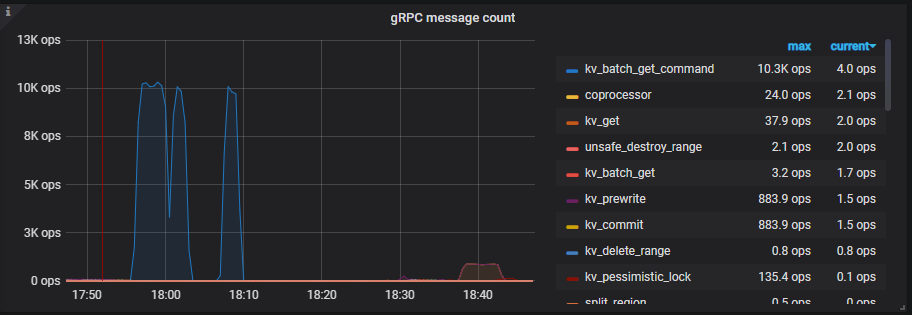 i
gRPC message count
13K ops
10K ops
8K ops
5K ops
3K ops
0 ops
17:50 18:00 18:10 18:20 18:30 18:40
max current
kv_batch_get_command 10.3K ops 4.0 ops
coprocessor 24.0 ops 2.1 ops
kv_get 37.9 ops 2.0 ops
unsafe_destroy_range 2.1 ops 2.0 ops
kv_batch_get 3.2 ops 1.7 ops
kv_prewrite 883.9 ops 1.5 ops
kv_commit 883.9 ops 1.5 ops
kv_delete_range 0.8 ops 0.8 ops
kv_pessimistic_lock 135.4 ops 0.1 ops
split_region 0.5 ops 0 ops